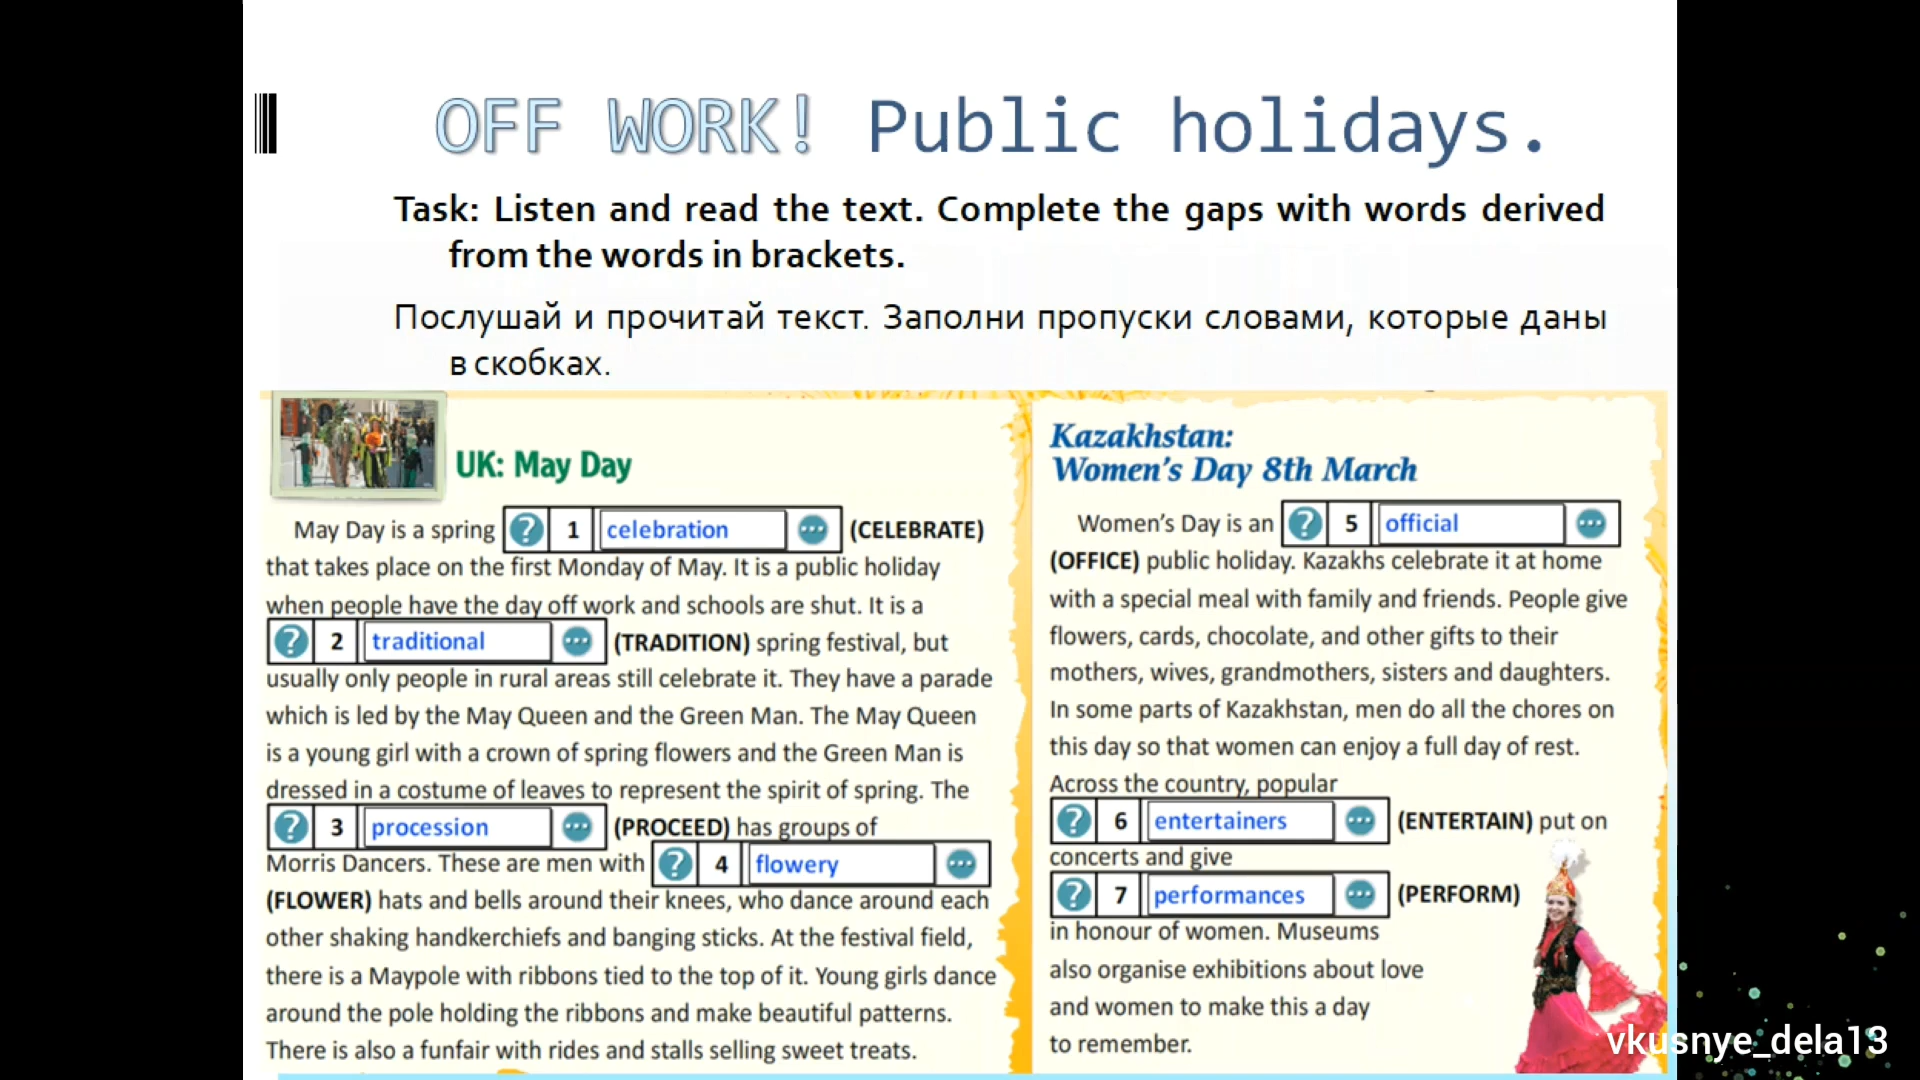 OFF WORK! Public holidays.
Task: Listen and read the text. Complete the gaps with words derived
from the words in brackets.
Послушай и прочитай текст. Заполни пропуски словами, которые даны
в скобках.
UK: May Day
May Day is a spring ? 1 celebration ... (CELEBRATE)
that takes place on the first Monday of May. It is a public holiday
when people have the day off work and schools are shut. It is a
? 2 traditional ... (TRADITION) spring festival, but
usually only people in rural areas still celebrate it. They have a parade
which is led by the May Queen and the Green Man. The May Queen
is a young girl with a crown of spring flowers and the Green Man is
dressed in a costume of leaves to represent the spirit of spring. The
? 3 procession ... (PROCEED) has groups of
Morris Dancers. These are men with ? 4 flowery ...
(FLOWER) hats and bells around their knees, who dance around each
other shaking handkerchiefs and banging sticks. At the festival field,
there is a Maypole with ribbons tied to the top of it. Young girls dance
around the pole holding the ribbons and make beautiful patterns.
There is also a funfair with rides and stalls selling sweet treats.
Kazakhstan:
Women's Day 8th March
Women's Day is an ? 5 official ...
(OFFICE) public holiday. Kazakhs celebrate it at home
with a special meal with family and friends. People give
flowers, cards, chocolate, and other gifts to their
mothers, wives, grandmothers, sisters and daughters.
In some parts of Kazakhstan, men do all the chores on
this day so that women can enjoy a full day of rest.
Across the country, popular
? 6 entertainers ... (ENTERTAIN) put on
concerts and give
? 7 performances ... (PERFORM)
in honour of women. Museums
also organise exhibitions about love
and women to make this a day
to remember.
vkusnye_dela13